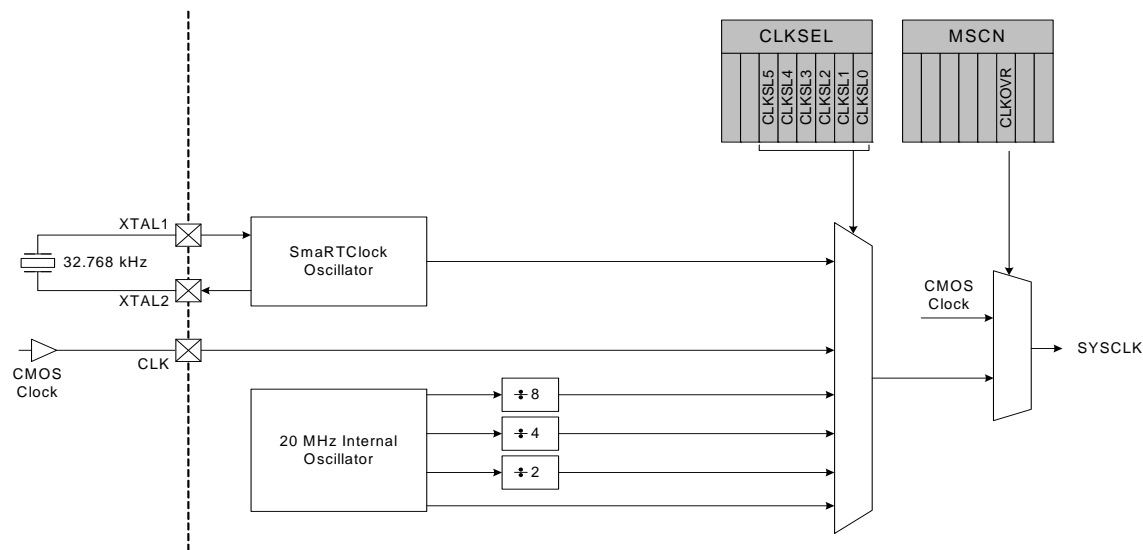 CLKSEL
MSCN
CLKSL5
CLKSL4
CLKSL3
CLKSL2
CLKSL1
CLKSL0
CLKOVR
XTAL1
32.768 kHz
XTAL2
SmaRTClock
Oscillator
CMOS
Clock
CLK
CMOS
Clock
SYSCLK
20 MHz Internal
Oscillator
÷ 8
÷ 4
÷ 2